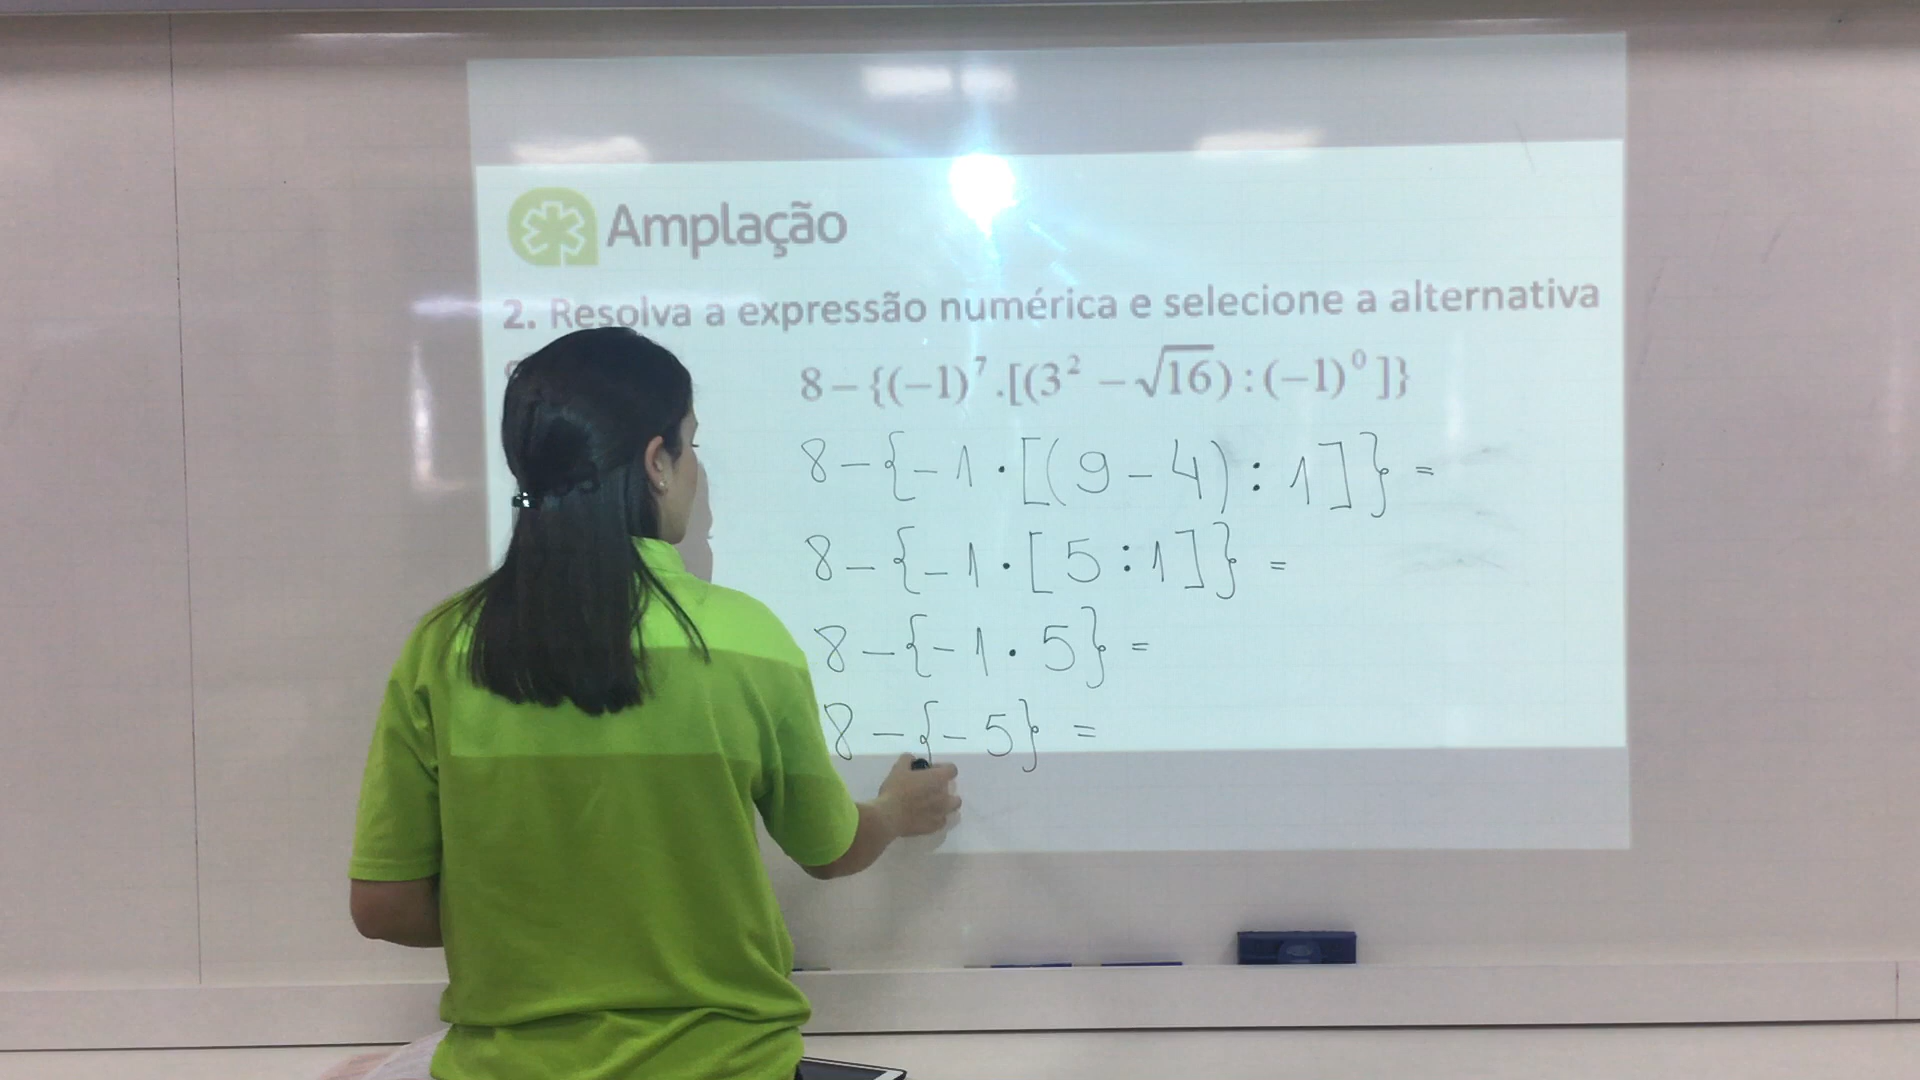 Amplação
2. Resolva a expressão numérica e selecione a alternativa
8 – {(–1)⁷ .[(3² – √16) : (–1)⁰ ]}
8 – { – 1 · [(9 – 4) : 1]} =
8 – { – 1 · [5 : 1]} =
8 – { – 1 · 5} =
8 – { – 5} =